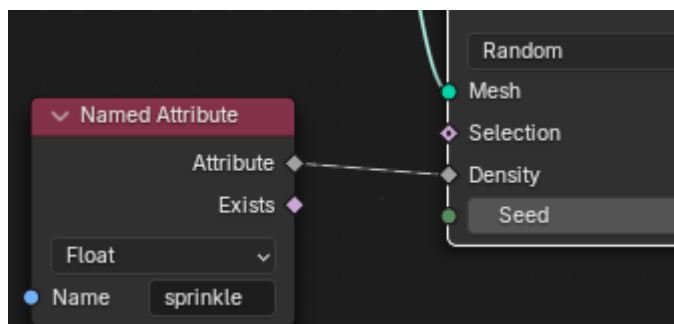 Random
Mesh
Selection
Density
Seed
Named Attribute
Attribute
Exists
Float
Name sprinkle